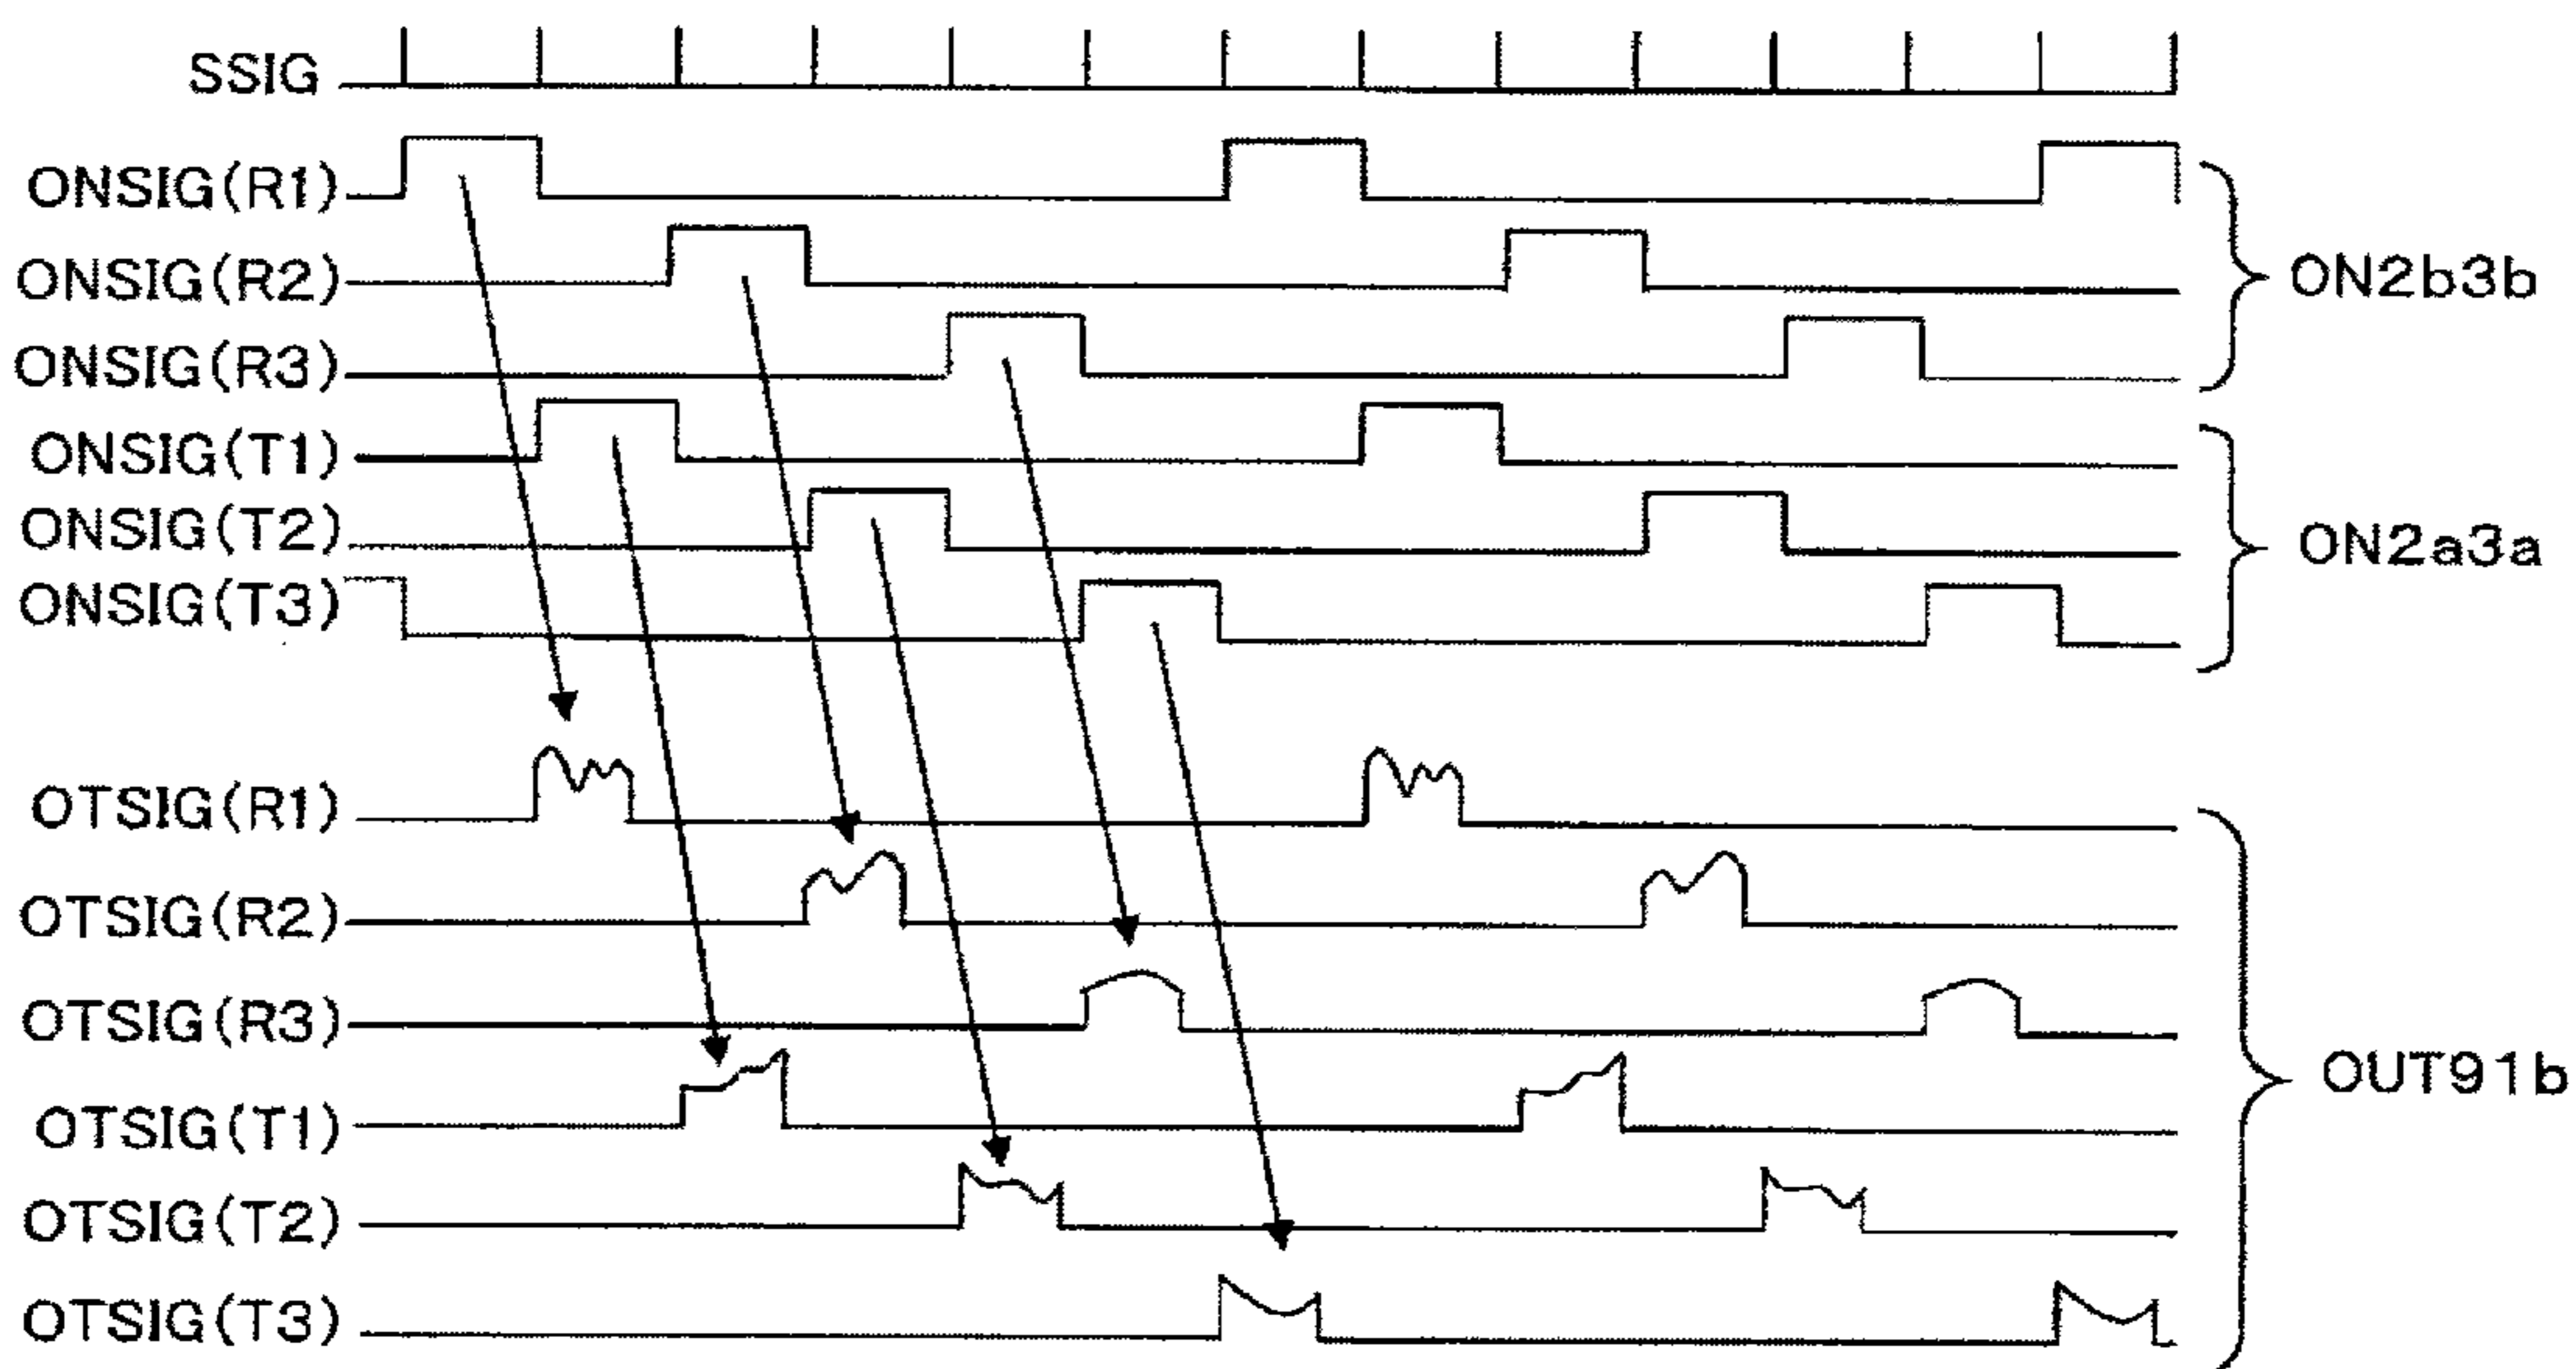 SSIG
ONSIG(R1)
ONSIG(R2)
ONSIG(R3)
ON2b3b
ONSIG(T1)
ONSIG(T2)
ONSIG(T3)
ON2a3a
OTSIG(R1)
OTSIG(R2)
OTSIG(R3)
OTSIG(T1)
OTSIG(T2)
OTSIG(T3)
OUT91b